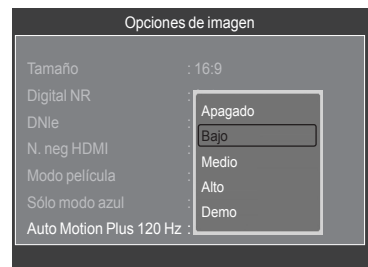 Opciones de imagen
Tamaño : 16:9
Digital NR :
DNIe :
N. neg HDMI :
Modo película :
Sólo modo azul :
Auto Motion Plus 120 Hz :
Apagado
Bajo
Medio
Alto
Demo